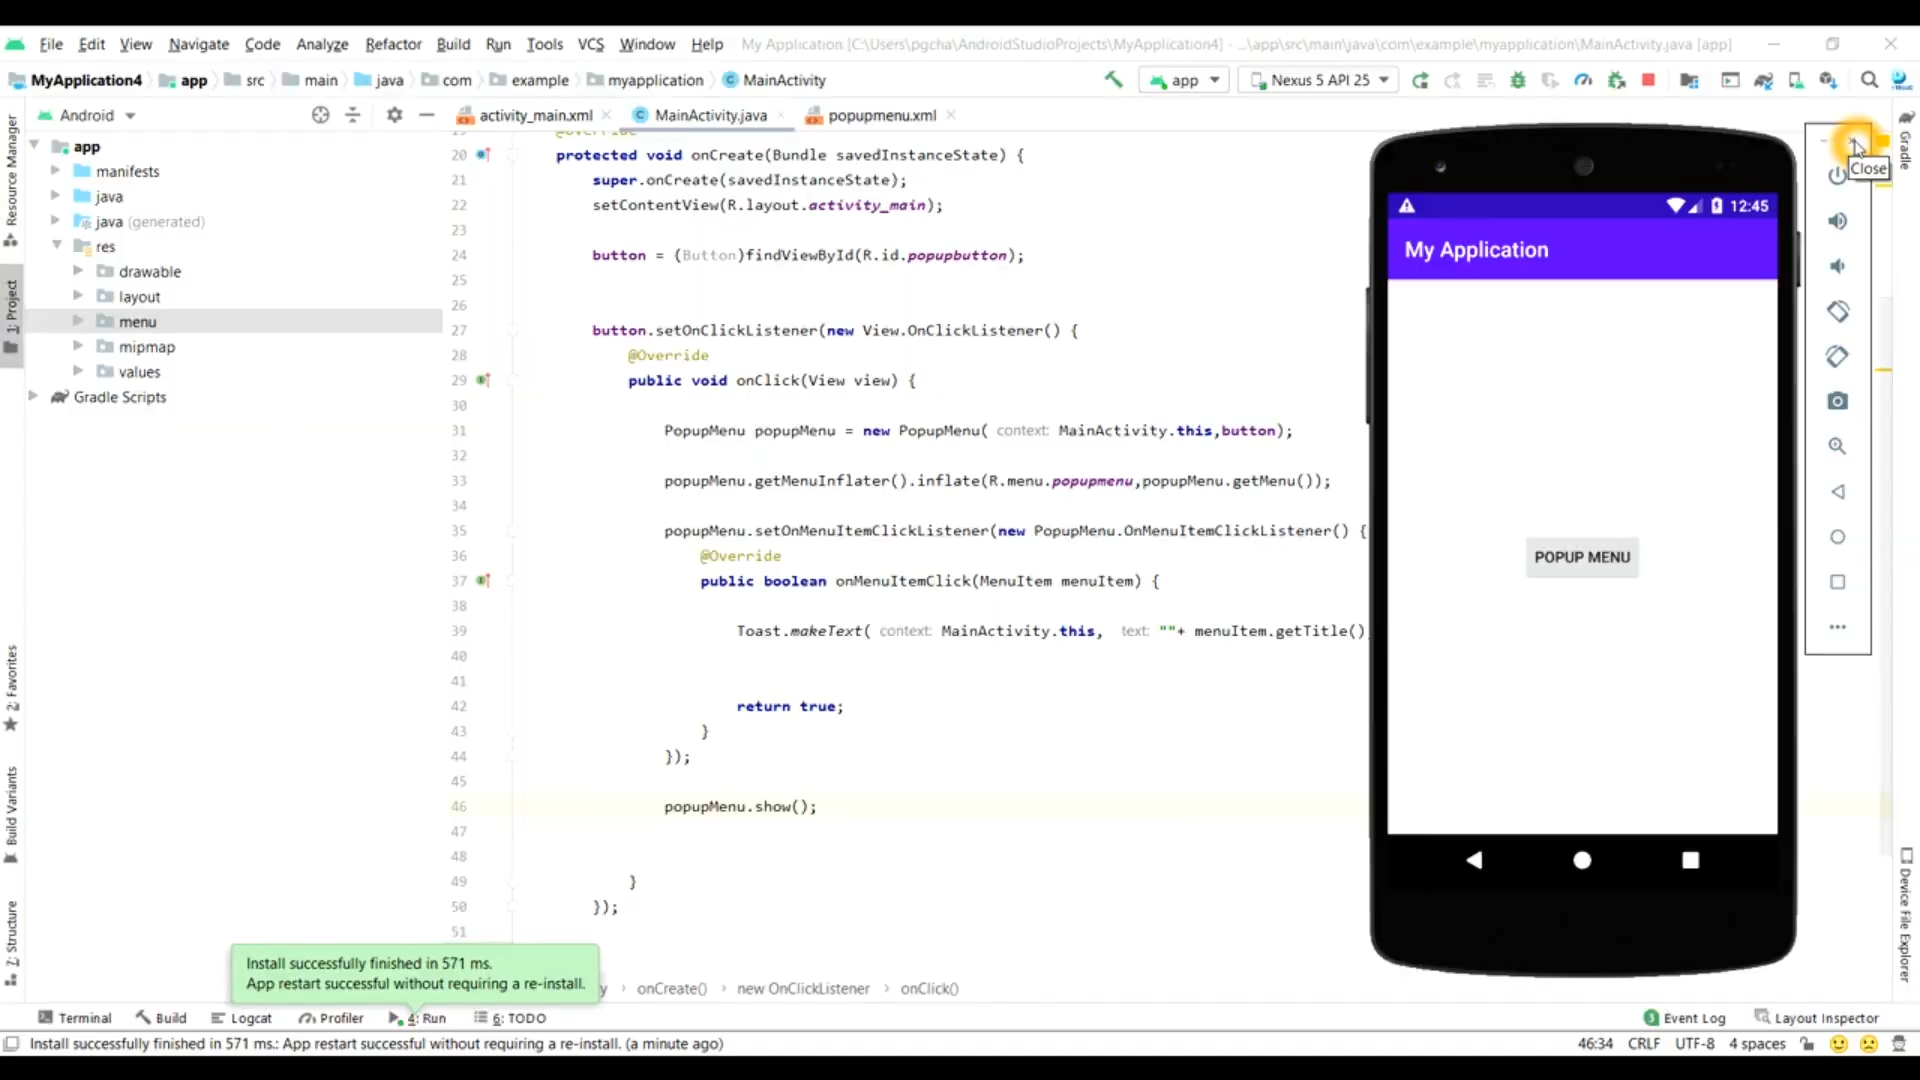 File Edit View Navigate Code Analyze Refactor Build Run Tools VCS Window Help My Application [C:\Users\pgcha\AndroidStudioProjects\MyApplication4] - ...\app\src\main\java\com\example\myapplication\MainActivity.java [app]
MyApplication4 app src main java com example myapplication MainActivity app Nexus 5 API 25
Android
activity_main.xml MainActivity.java popupmenu.xml
Resource Manager
1: Project
2: Favorites
Build Variants
7: Structure
app
manifests
java
java (generated)
res
drawable
layout
menu
mipmap
values
Gradle Scripts
19 @Override
20 protected void onCreate(Bundle savedInstanceState) {
21 super.onCreate(savedInstanceState);
22 setContentView(R.layout.activity_main);
23
24 button = (Button)findViewById(R.id.popupbutton);
25
26
27 button.setOnClickListener(new View.OnClickListener() {
28 @Override
29 public void onClick(View view) {
30
31 PopupMenu popupMenu = new PopupMenu( context: MainActivity.this,button);
32
33 popupMenu.getMenuInflater().inflate(R.menu.popupmenu,popupMenu.getMenu());
34
35 popupMenu.setOnMenuItemClickListener(new PopupMenu.OnMenuItemClickListener() {
36 @Override
37 public boolean onMenuItemClick(MenuItem menuItem) {
38
39 Toast.makeText( context: MainActivity.this, text: ""+ menuItem.getTitle()
40
41
42 return true;
43 }
44 });
45
46 popupMenu.show();
47
48
49 }
50 });
51
12:45
My Application
POPUP MENU
Close
Gradle
Device File Explorer
Install successfully finished in 571 ms.
App restart successful without requiring a re-install.
onCreate() new OnClickListener onClick()
Terminal Build Logcat Profiler 4: Run 6: TODO 3 Event Log Layout Inspector
Install successfully finished in 571 ms.: App restart successful without requiring a re-install. (a minute ago) 46:34 CRLF UTF-8 4 spaces